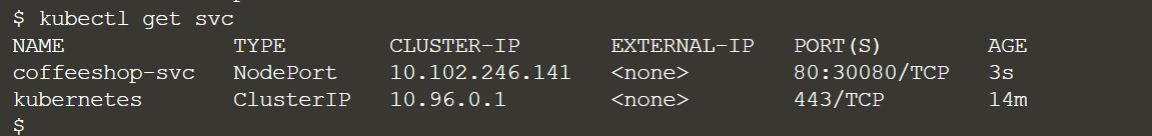 $ kubectl get svc
NAME TYPE CLUSTER-IP EXTERNAL-IP PORT(S) AGE
coffeeshop-svc NodePort 10.102.246.141 <none> 80:30080/TCP 3s
kubernetes ClusterIP 10.96.0.1 <none> 443/TCP 14m
$